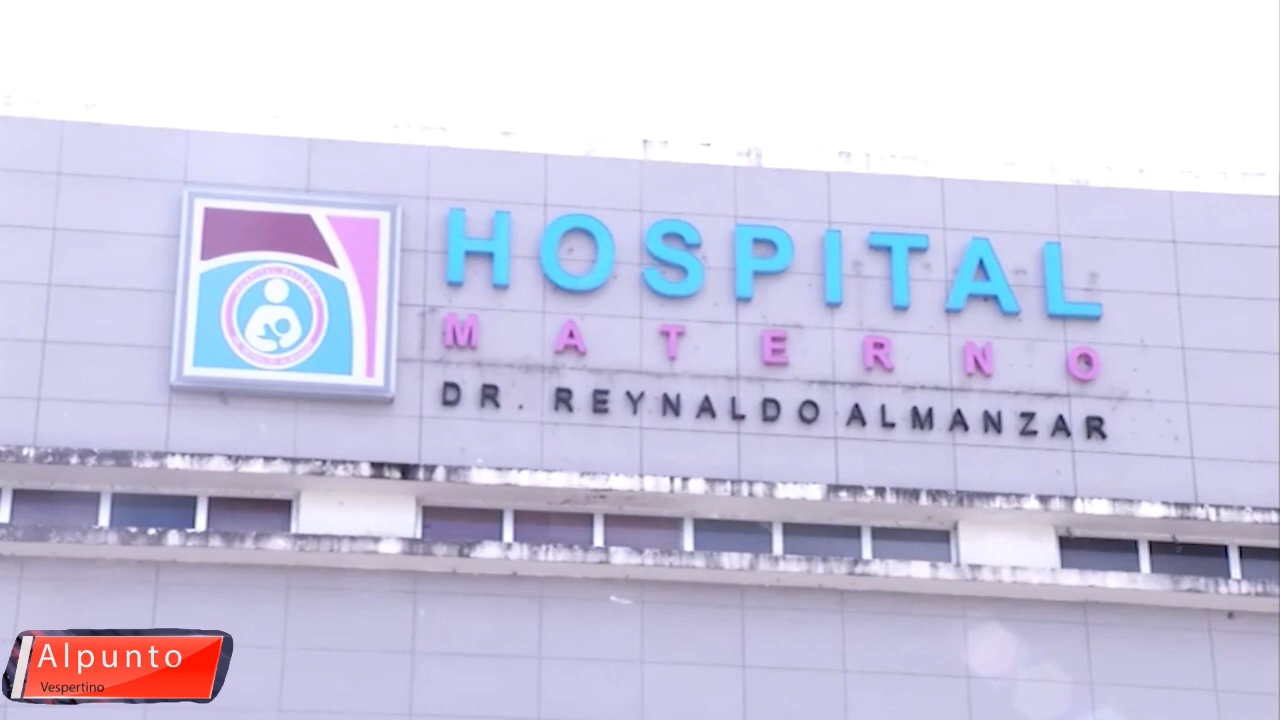 HOSPITAL
MATERNO
DR. REYNALDO ALMANZAR
Alpunto
Vespertino